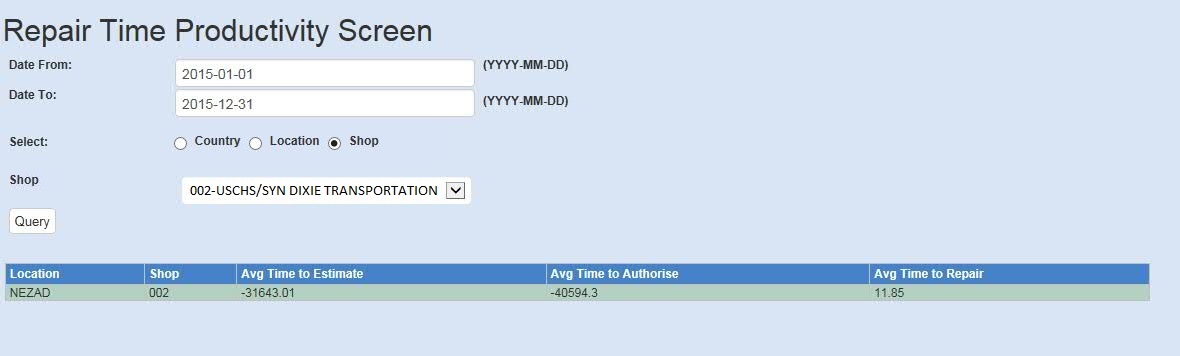 Repair Time Productivity Screen
Date From: 2015-01-01 (YYYY-MM-DD)
Date To: 2015-12-31 (YYYY-MM-DD)
Select: Country Location Shop
Shop 002-USCHS/SYN DIXIE TRANSPORTATION
Query
Location Shop Avg Time to Estimate Avg Time to Authorise Avg Time to Repair
NEZAD 002 -31643.01 -40594.3 11.85